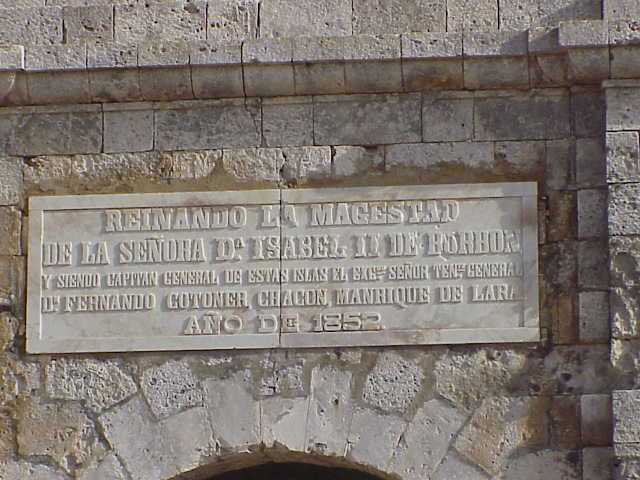 REINANDO LA MAGESTAD
DE LA SEÑORA Dª ISABEL II DE BORBON
Y SIENDO CAPITAN GENERAL DE ESTAS ISLAS EL EXCMO SEÑOR TENTE GENERAL
Dn FERNANDO COTONER, CHACON, MANRIQUE DE LARA
AÑO DE 1852.